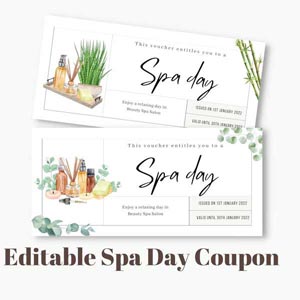 This voucher entitles you to a
Spa day
Enjoy a relaxing day in
Beauty Spa Salon
ISSUED ON 1ST JANUARY 2022
VALID UNTIL 30TH JANUARY 2022
This voucher entitles you to a
Spa day
Enjoy a relaxing day in
Beauty Spa Salon
ISSUED ON 1ST JANUARY 2022
VALID UNTIL 30TH JANUARY 2022
Editable Spa Day Coupon